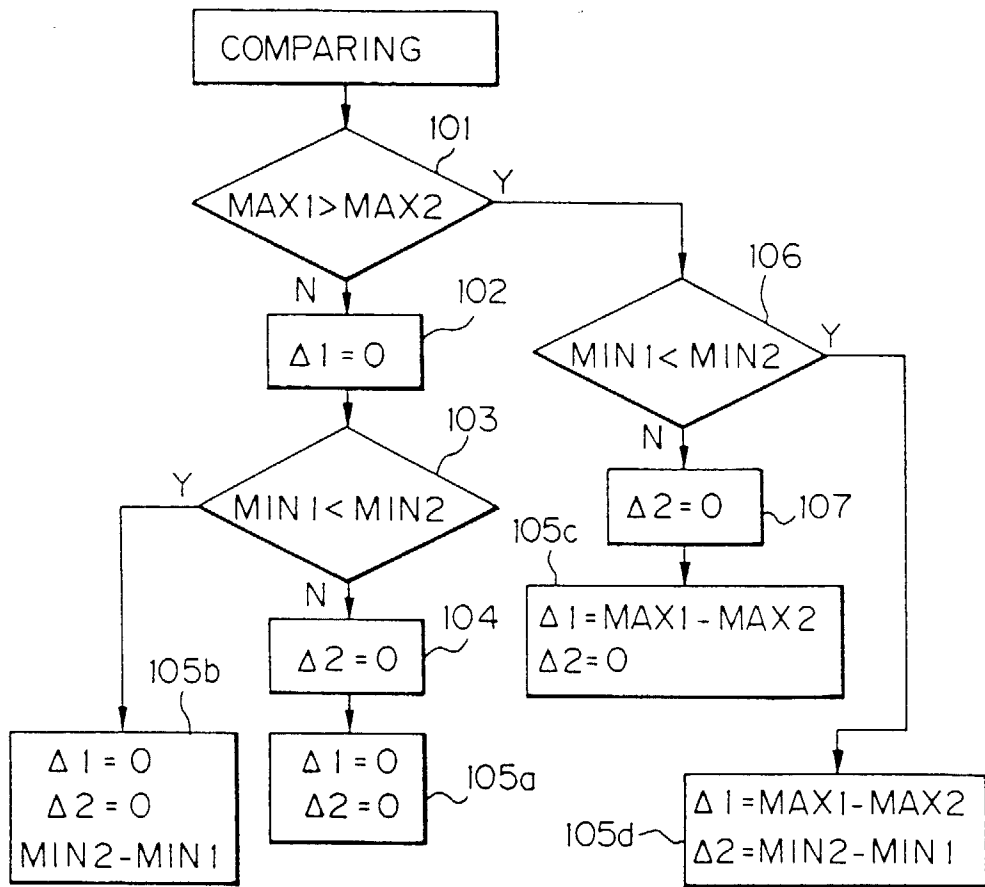 COMPARING
101
MAX1>MAX2
Y
N
102
Δ1=0
103
MIN1<MIN2
Y
N
104
Δ2=0
105b
Δ1=0
Δ2=0
MIN2-MIN1
Δ1=0
Δ2=0
105a
106
MIN1<MIN2
Y
N
Δ2=0
107
105c
Δ1=MAX1-MAX2
Δ2=0
Δ1=MAX1-MAX2
Δ2=MIN2-MIN1
105d